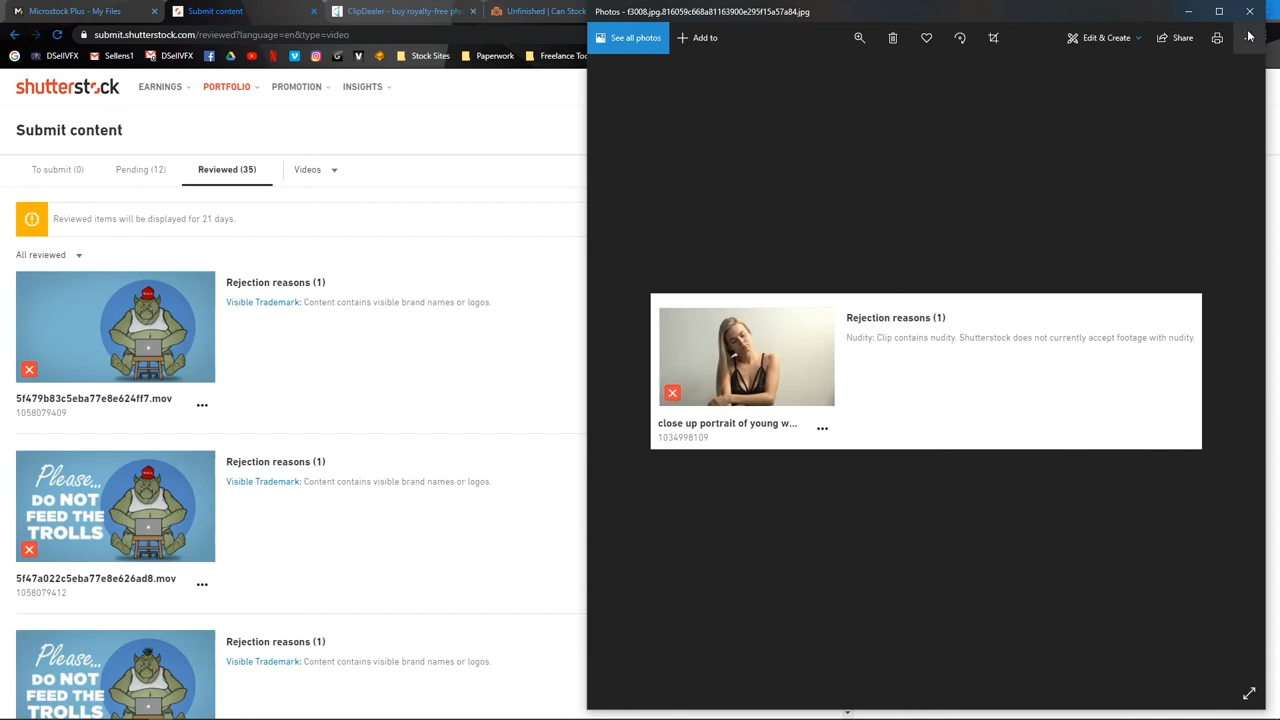 Microstock Plus - My Files
Submit content
ClipDealer - buy royalty-free pho
Unfinished | Can Stock
submit.shutterstock.com/reviewed?language=en&type=video
DSellVFX
DSellVFX
Stock Sites
Paperwork
Freelance Too
shutterstock
EARNINGS
PORTFOLIO
PROMOTION
INSIGHTS
Submit content
To submit (0)
Pending (12)
Reviewed (35)
Videos
Reviewed items will be displayed for 21 days.
All reviewed
Rejection reasons (1)
Visible Trademark: Content contains visible brand names or logos.
5f479b83c5eba77e8e624ff7.mov
1058079409
Please...
DO NOT
FEED THE
TROLLS
Rejection reasons (1)
Visible Trademark: Content contains visible brand names or logos.
5f47a022c5eba77e8e626ad8.mov
1058079412
Please...
DO NOT
FEED THE
TROLLS
Rejection reasons (1)
Visible Trademark: Content contains visible brand names or logos.
Photos - f3008.jpg.816059c668a81163900e295f15a57a84.jpg
See all photos
Add to
Edit & Create
Share
Rejection reasons (1)
Nudity: Clip contains nudity. Shutterstock does not currently accept footage with nudity.
close up portrait of young w...
1034998109